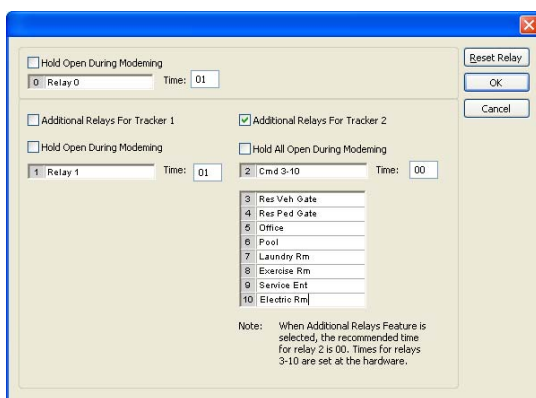 Hold Open During Modeming
0 Relay 0 Time: 01
Additional Relays For Tracker 1
Hold Open During Modeming
1 Relay 1 Time: 01
Additional Relays For Tracker 2
Hold All Open During Modeming
2 Cmd 3-10 Time: 00
3 Res Veh Gate
4 Res Ped Gate
5 Office
6 Pool
7 Laundry Rm
8 Exercise Rm
9 Service Ent
10 Electric Rm
Note: When Additional Relays Feature is
selected, the recommended time
for relay 2 is 00. Times for relays
3-10 are set at the hardware.
Reset Relay
OK
Cancel